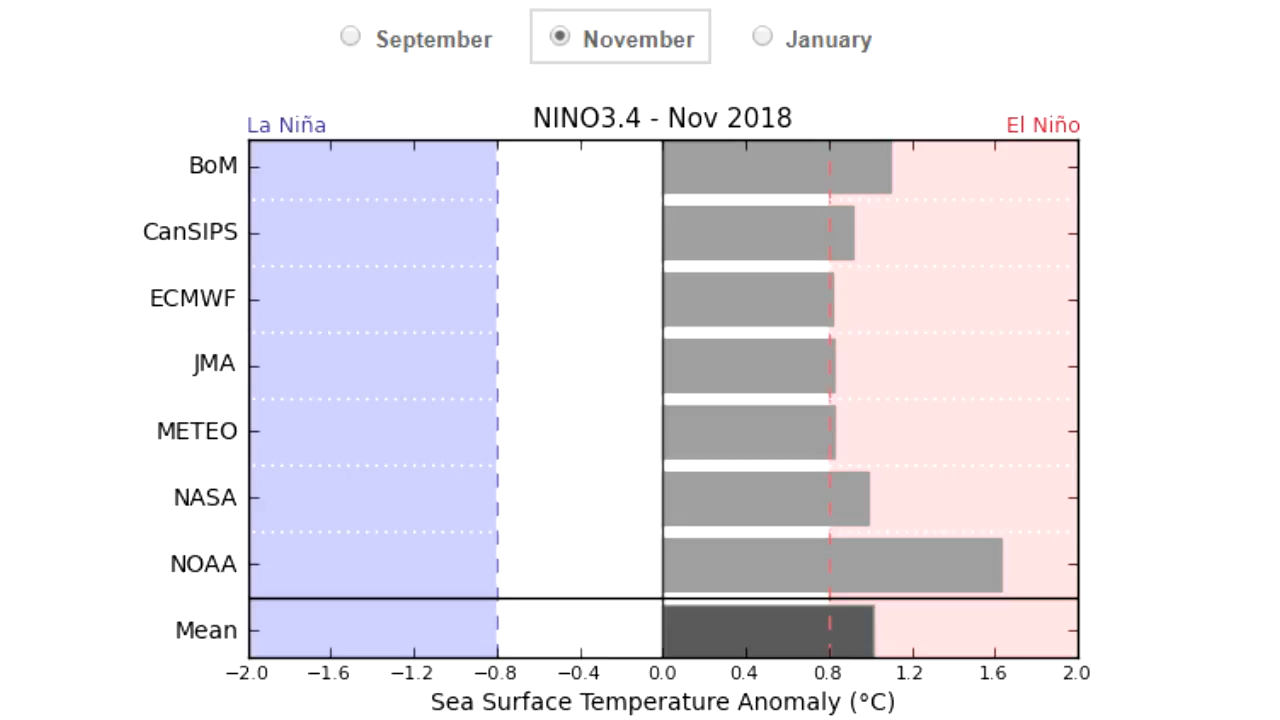 September November January
NINO3.4 - Nov 2018
La Niña El Niño
BoM
CanSIPS
ECMWF
JMA
METEO
NASA
NOAA
Mean
−2.0 −1.6 −1.2 −0.8 −0.4 0.0 0.4 0.8 1.2 1.6 2.0
Sea Surface Temperature Anomaly (°C)